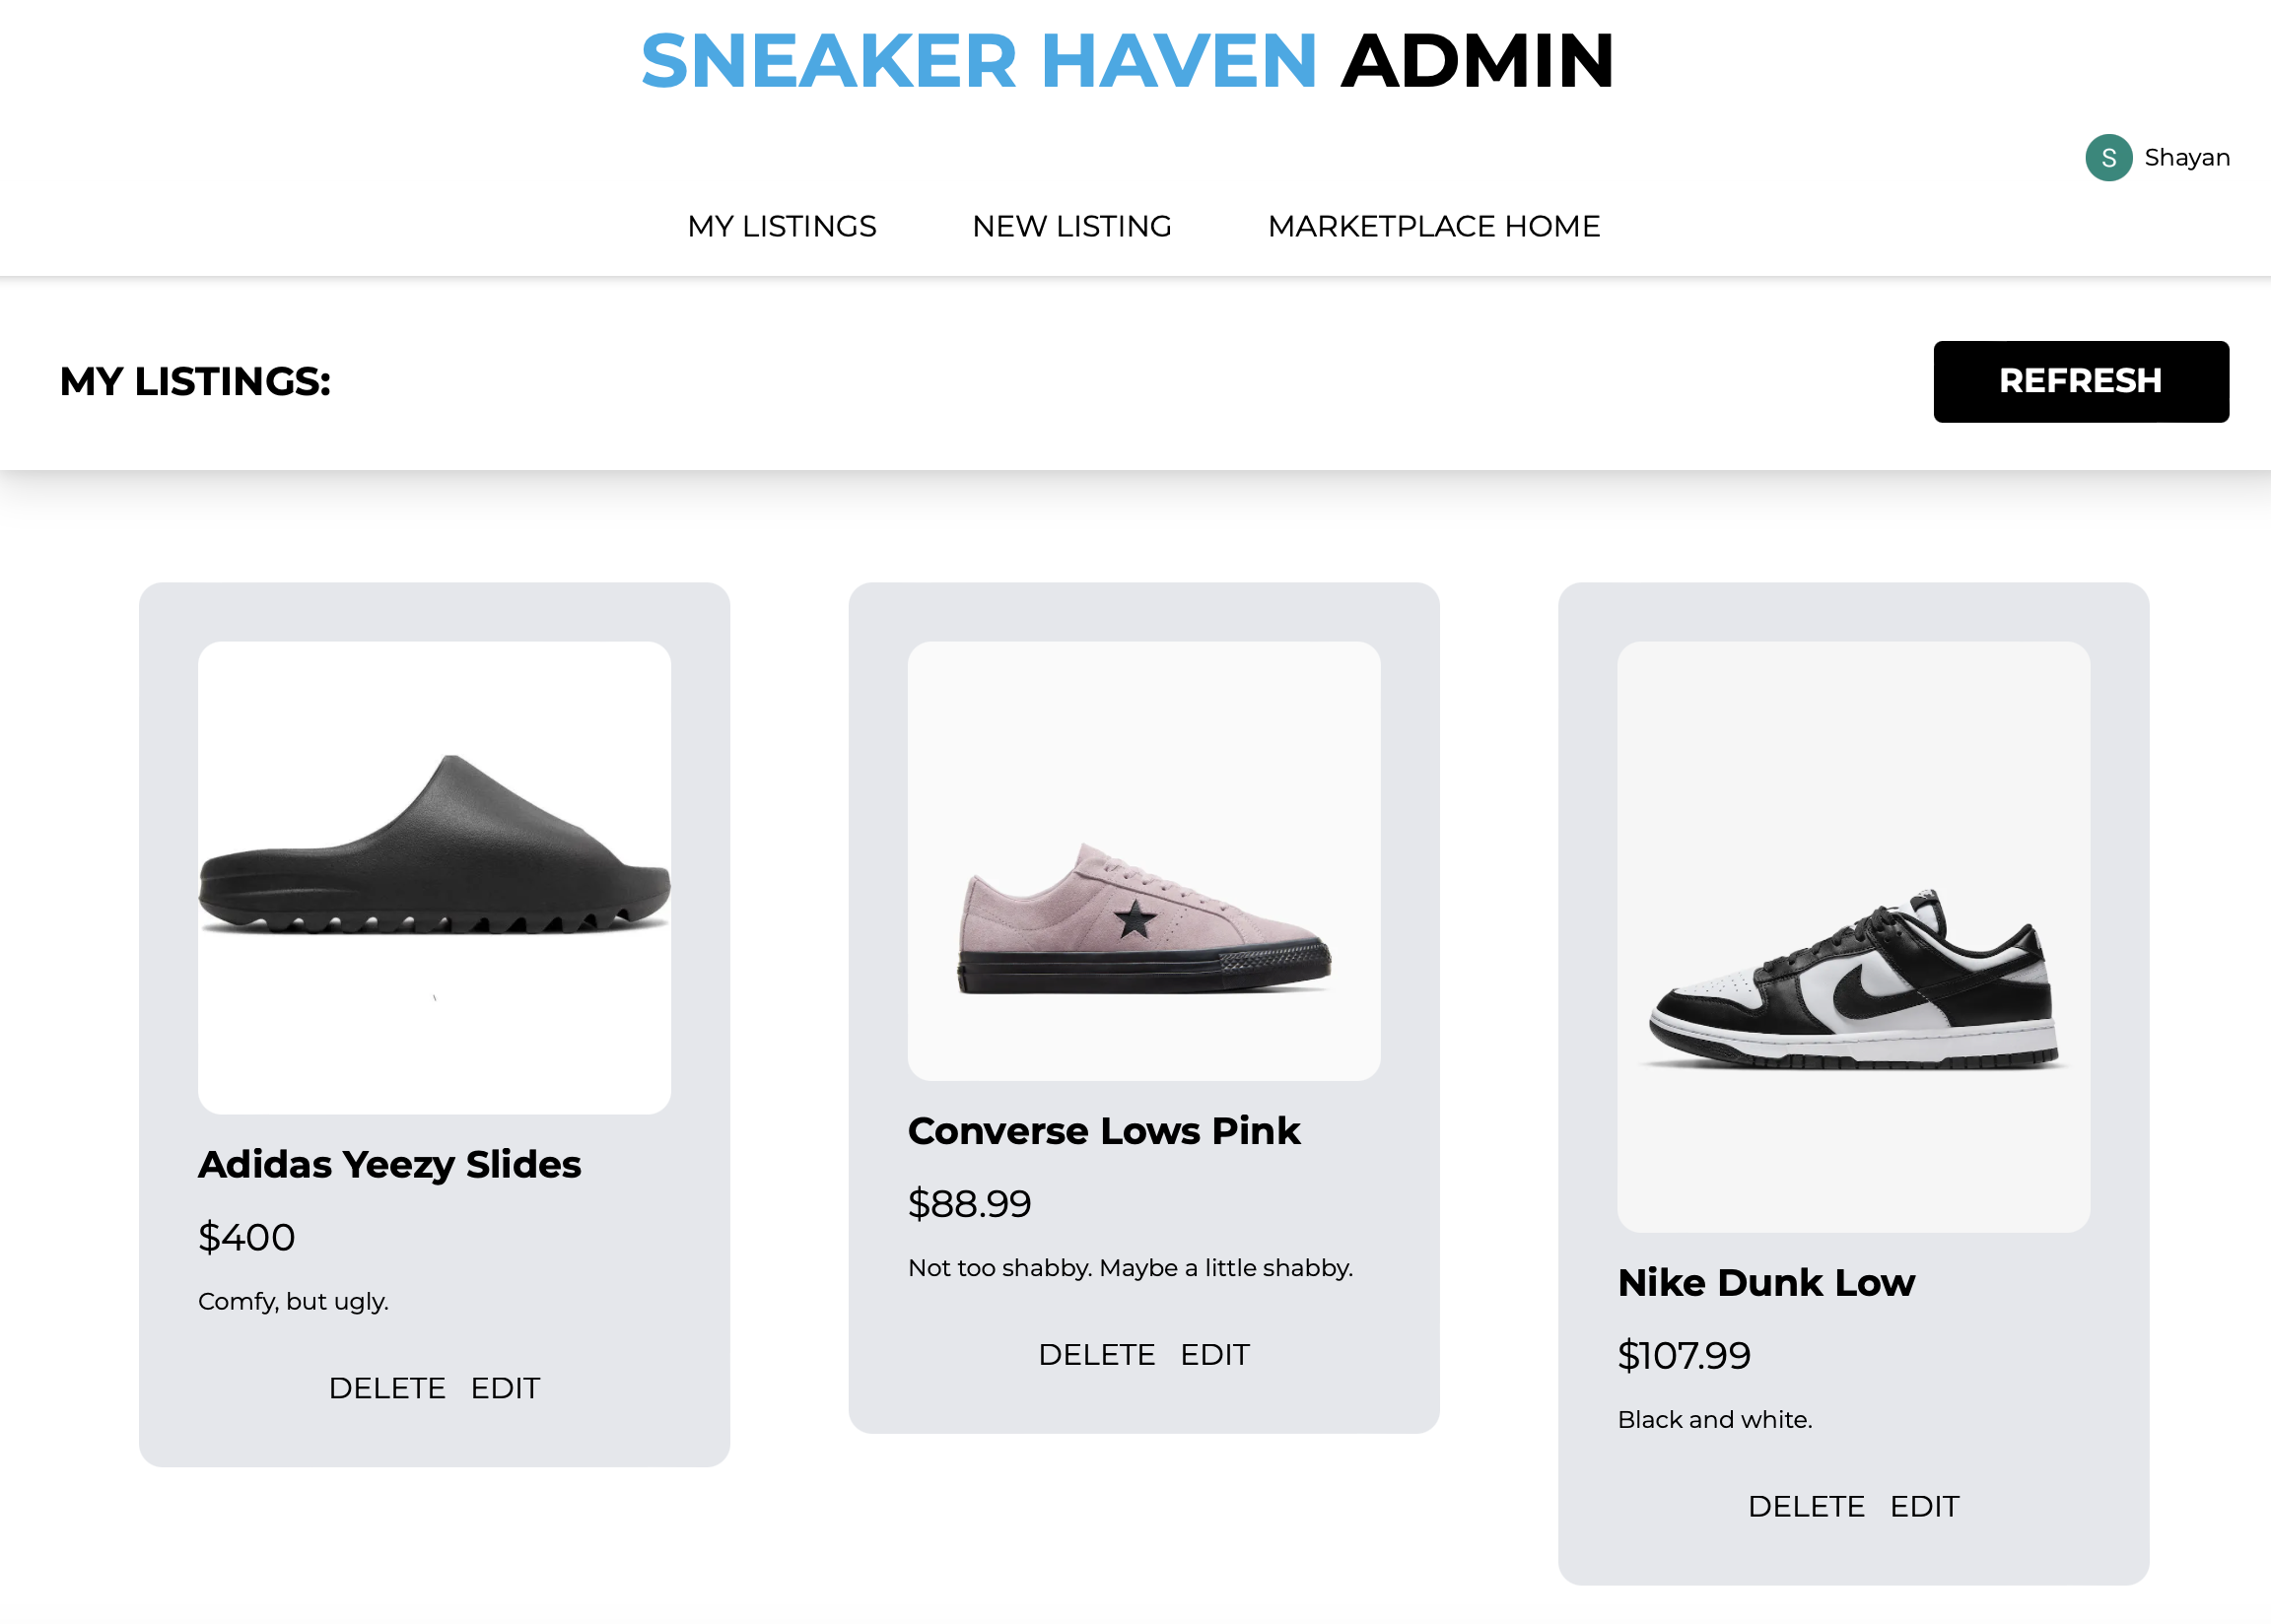 SNEAKER HAVEN ADMIN
S Shayan
MY LISTINGS NEW LISTING MARKETPLACE HOME
MY LISTINGS:
REFRESH
Adidas Yeezy Slides
$400
Comfy, but ugly.
DELETE EDIT
Converse Lows Pink
$88.99
Not too shabby. Maybe a little shabby.
DELETE EDIT
Nike Dunk Low
$107.99
Black and white.
DELETE EDIT